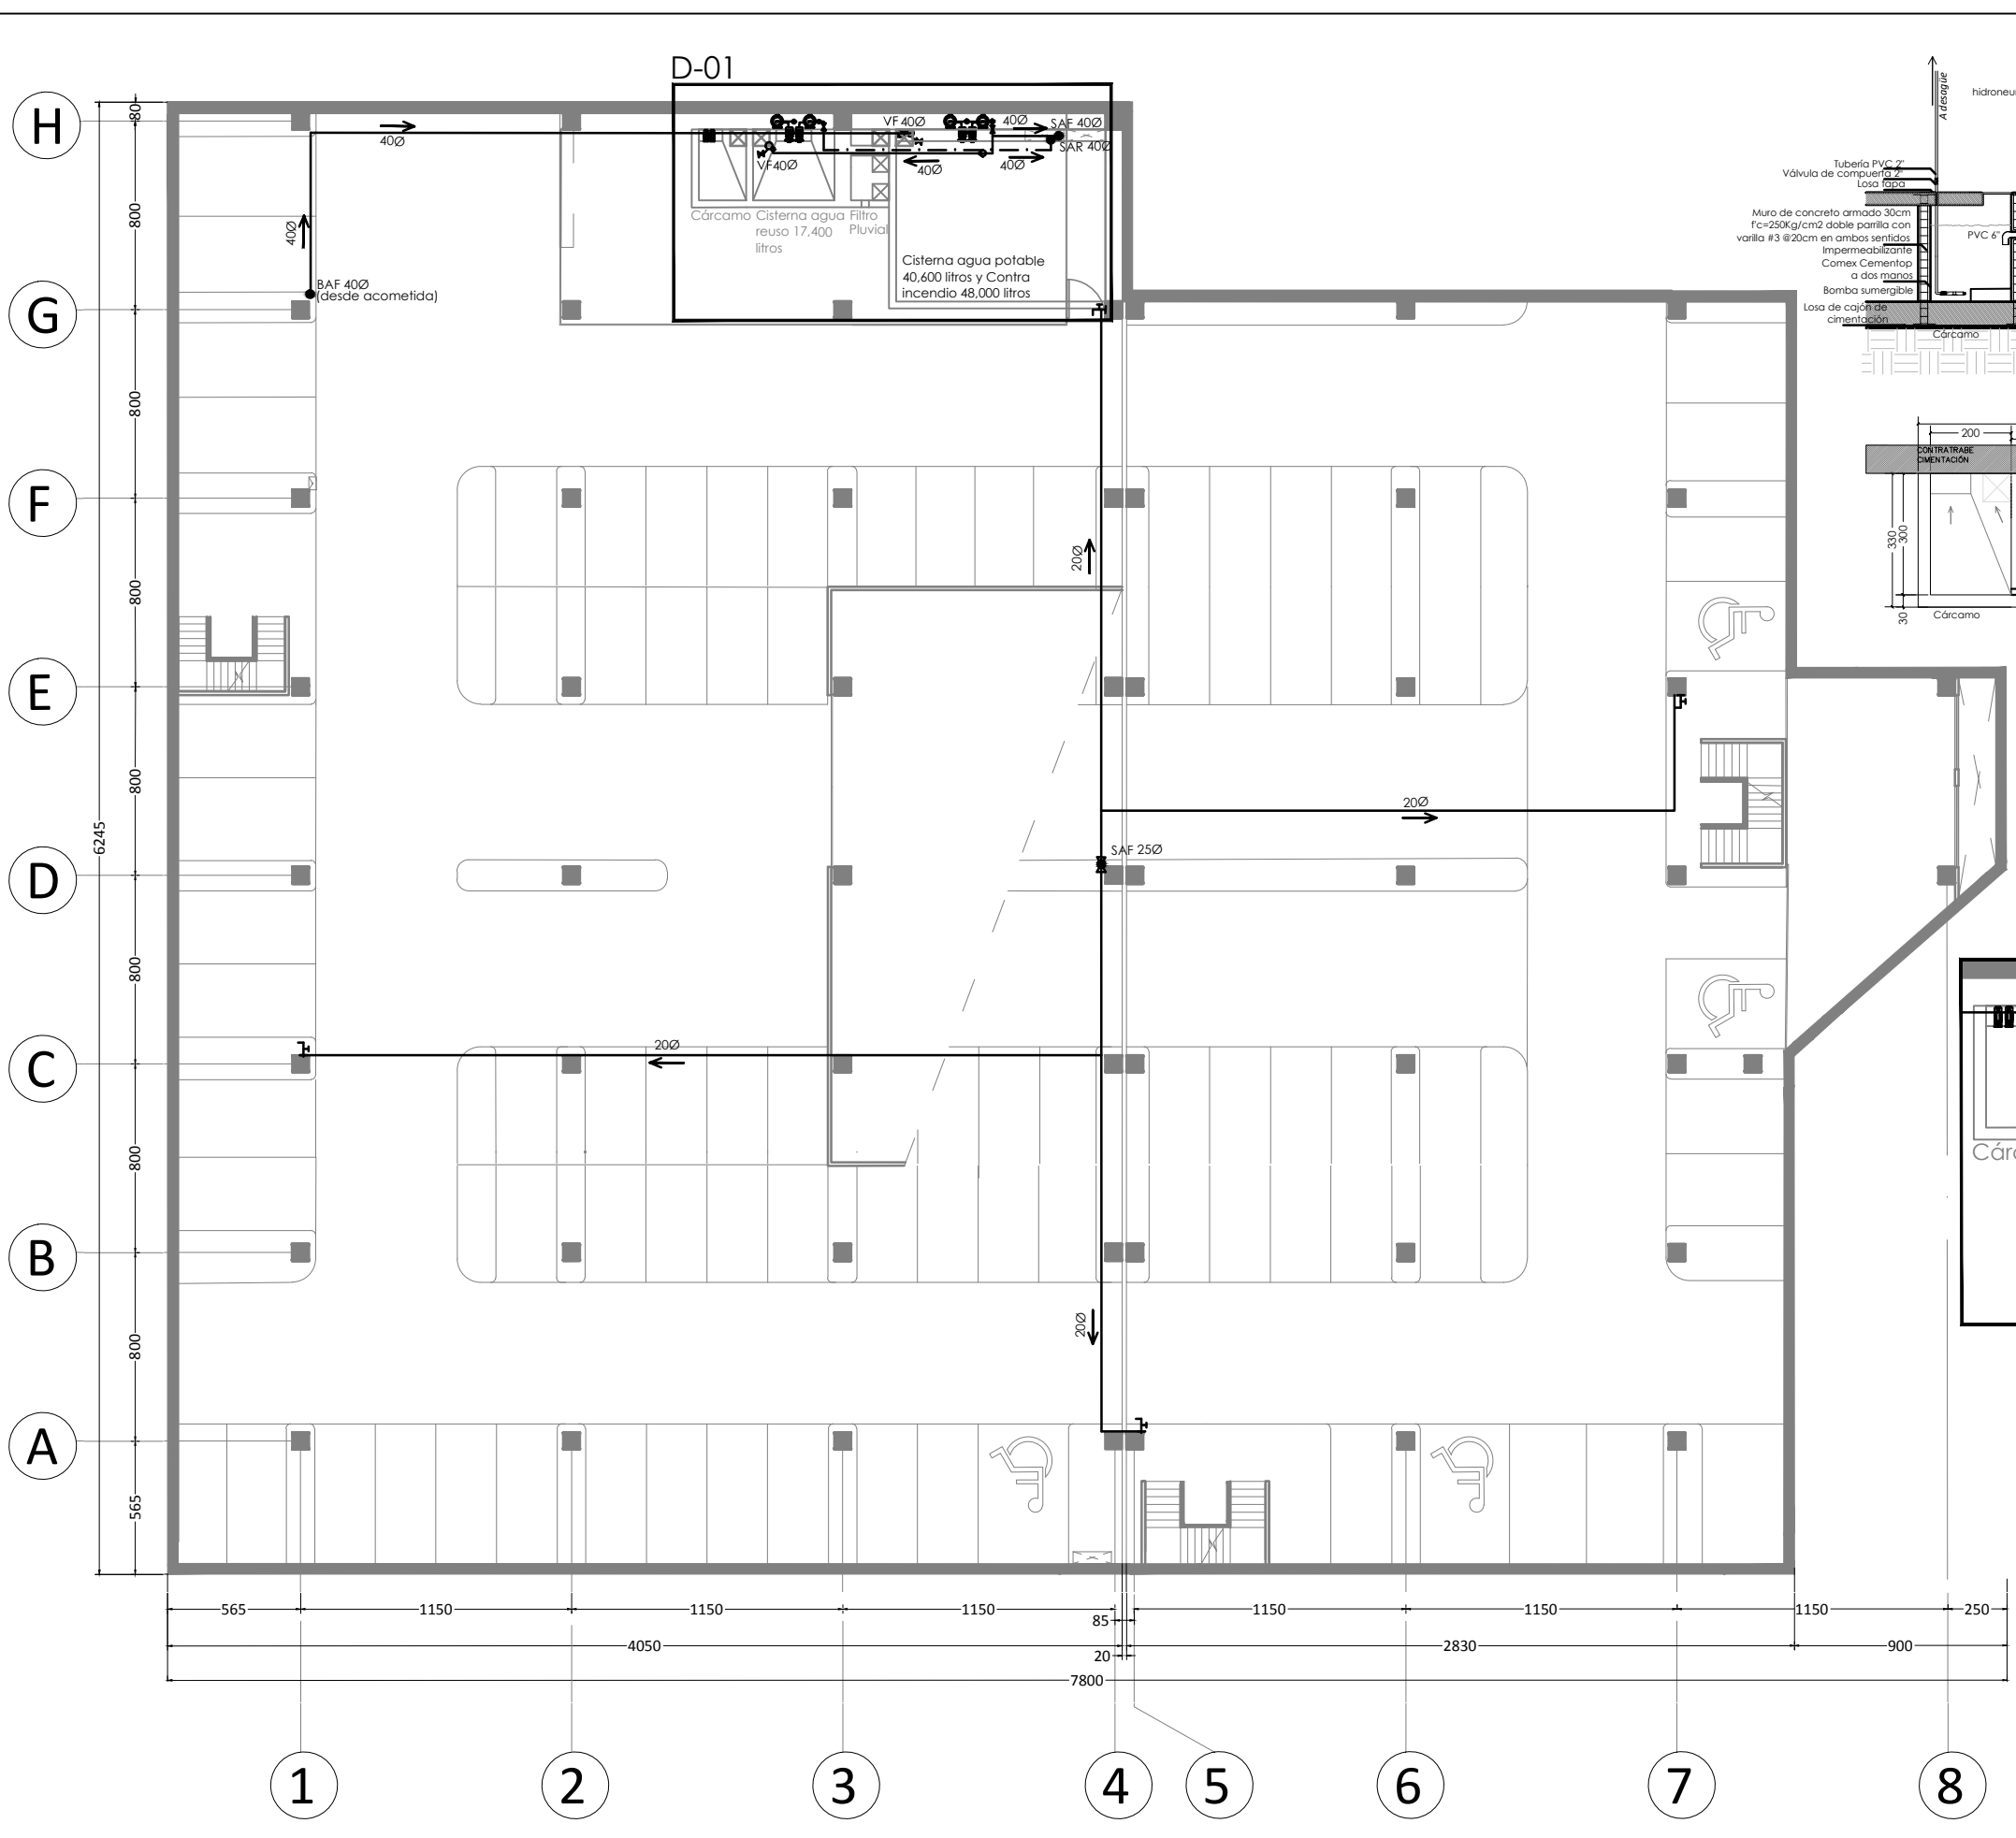 D-01
H
G
F
E
D
C
B
A
80
800
800
800
800
800
800
800
565
6245
40Ø
40Ø
BAF 40Ø
(desde acometida)
VF 40Ø
40Ø
SAF 40Ø
SAR 40Ø
VF40Ø
40Ø
40Ø
Cárcamo
Cisterna agua
reuso 17,400
litros
Filtro
Pluvial
Cisterna agua potable
40,600 litros y Contra
incendio 48,000 litros
20Ø
20Ø
SAF 25Ø
20Ø
20Ø
A desagüe
Tubería PVC 2"
Válvula de compuerta 2"
Losa tapa
Muro de concreto armado 30cm
f'c=250Kg/cm2 doble parrilla con
varilla #3 @20cm en ambos sentidos
Impermeabilizante
Comex Cementop
a dos manos
Bomba sumergible
Losa de cajón de
cimentación
PVC 6"
Cárcamo
200
CONTRATRABE
CIMENTACIÓN
330
300
30
Cárcamo
565
1150
1150
1150
85
1150
1150
1150
250
4050
20
2830
900
7800
1
2
3
4
5
6
7
8